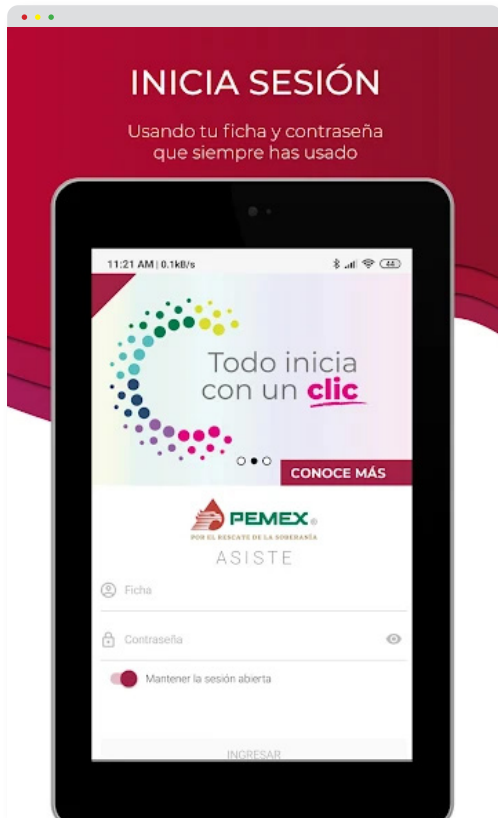 INICIA SESIÓN
Usando tu ficha y contraseña
que siempre has usado
11:21 AM | 0.1kB/s
44
Todo inicia
con un clic
CONOCE MÁS
PEMEX ®
POR EL RESCATE DE LA SOBERANÍA
ASISTE
Ficha
Contraseña
Mantener la sesión abierta
INGRESAR